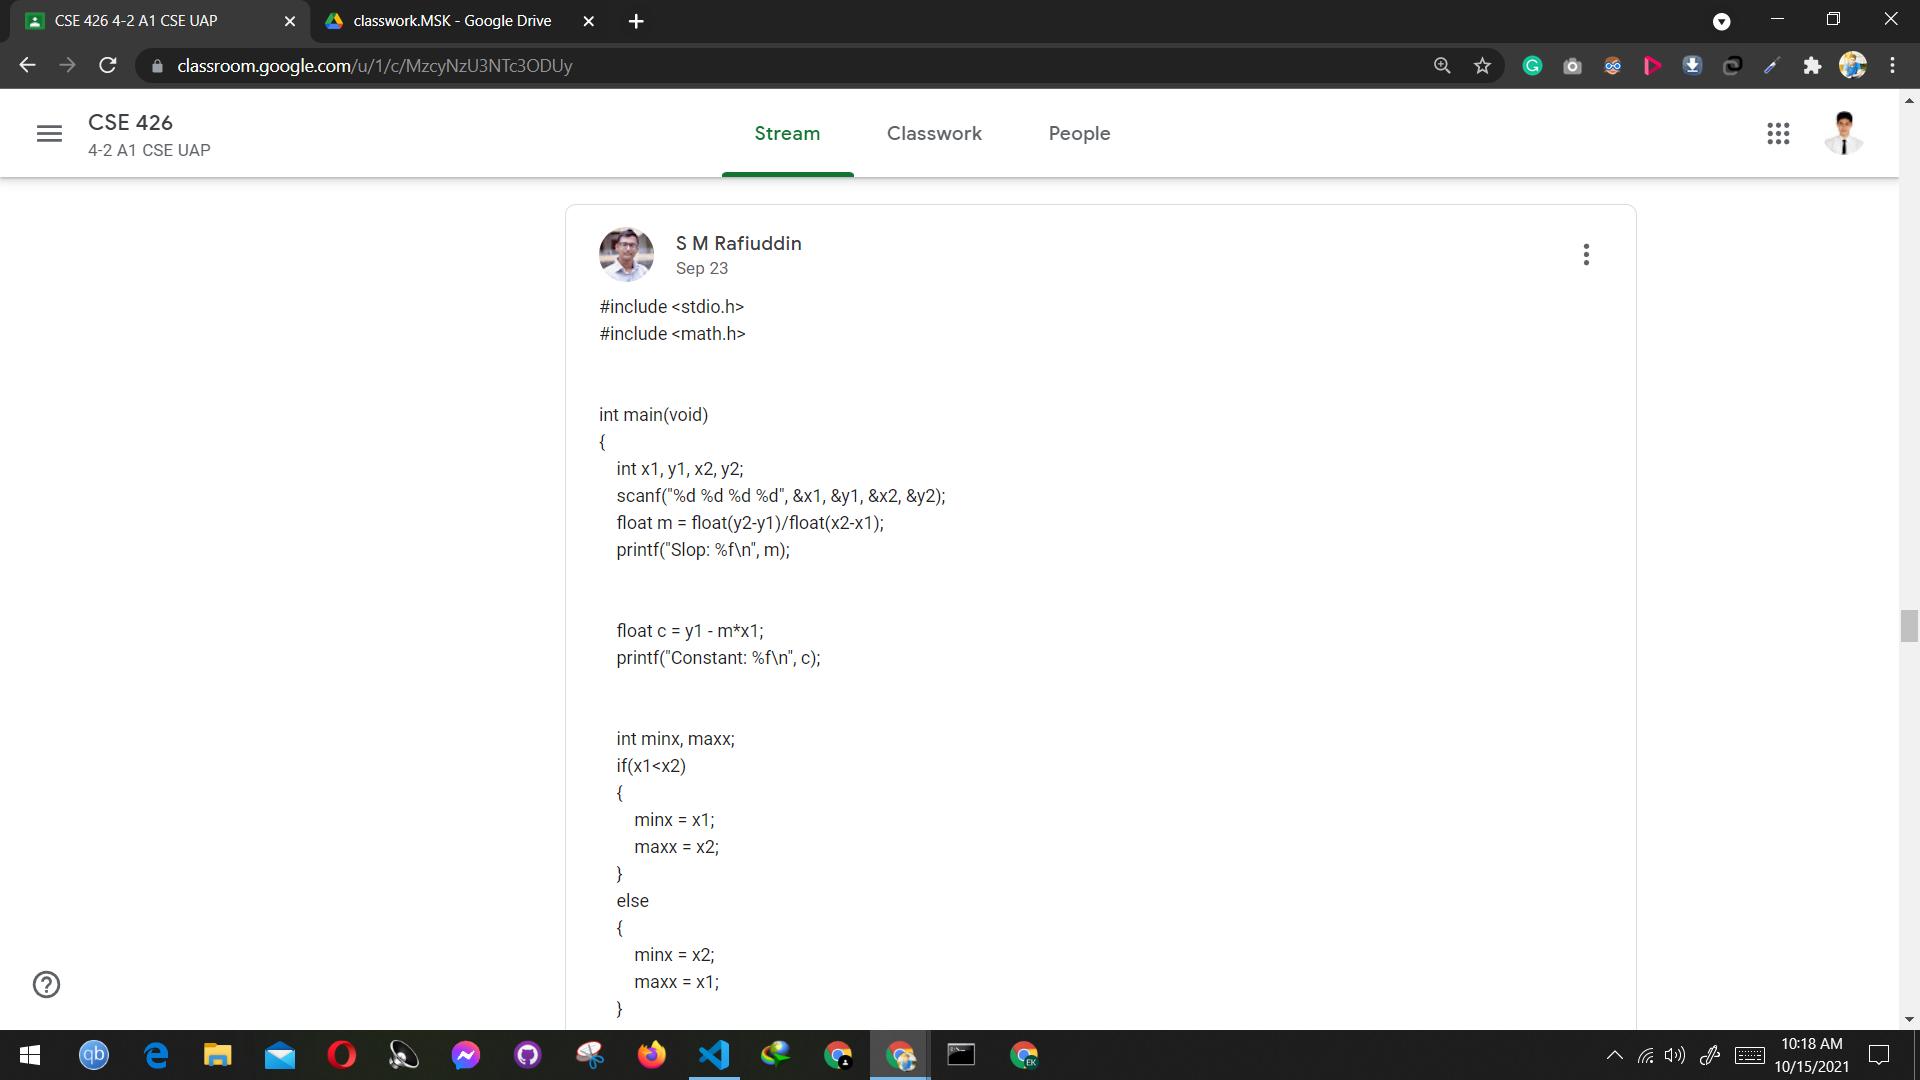 CSE 426 4-2 A1 CSE UAP
classwork.MSK - Google Drive
classroom.google.com/u/1/c/MzcyNzU3NTc3ODUy
CSE 426
4-2 A1 CSE UAP
Stream
Classwork
People
S M Rafiuddin
Sep 23
#include <stdio.h>
#include <math.h>
int main(void)
{
int x1, y1, x2, y2;
scanf("%d %d %d %d", &x1, &y1, &x2, &y2);
float m = float(y2-y1)/float(x2-x1);
printf("Slop: %f\n", m);
float c = y1 - m*x1;
printf("Constant: %f\n", c);
int minx, maxx;
if(x1<x2)
{
minx = x1;
maxx = x2;
}
else
{
minx = x2;
maxx = x1;
}
qb
EK
10:18 AM
10/15/2021